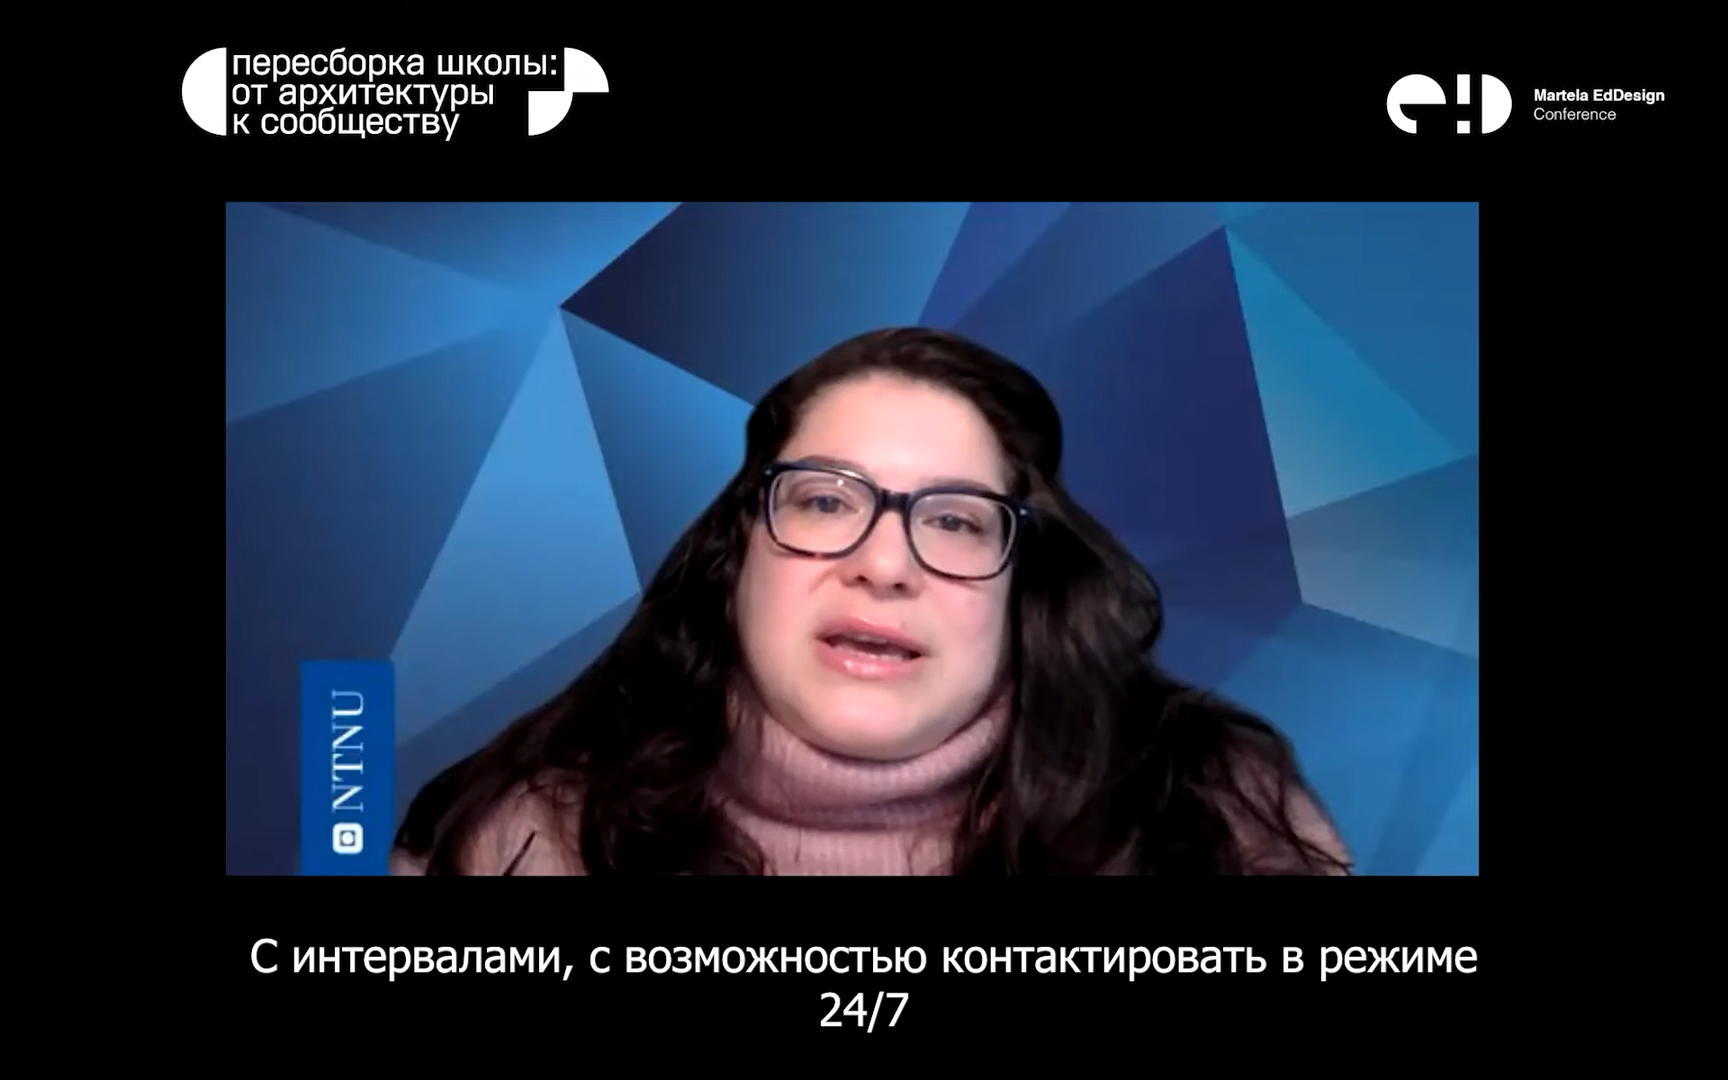 пересборка школы:
от архитектуры
к сообществу
Martela EdDesign
Conference
NTNU
С интервалами, с возможностью контактировать в режиме
24/7